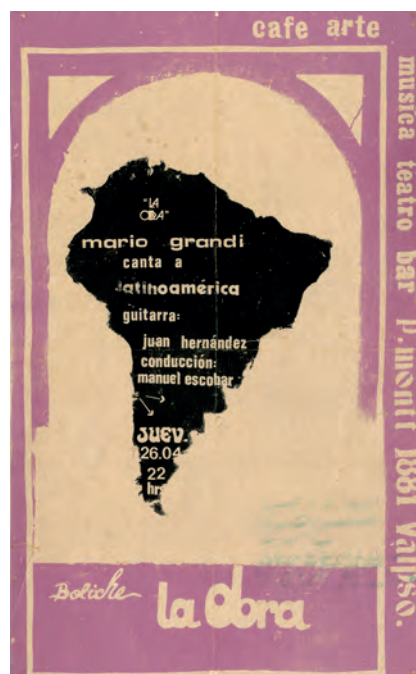 cafe arte
musica teatro bar P. montt 1881 Valpso.
"LA
OBRA"
mario grandi
canta a
latinoamérica
guitarra:
juan hernández
conducción:
manuel escobar
JUEV.
26.04
22
hr
Boliche
la obra